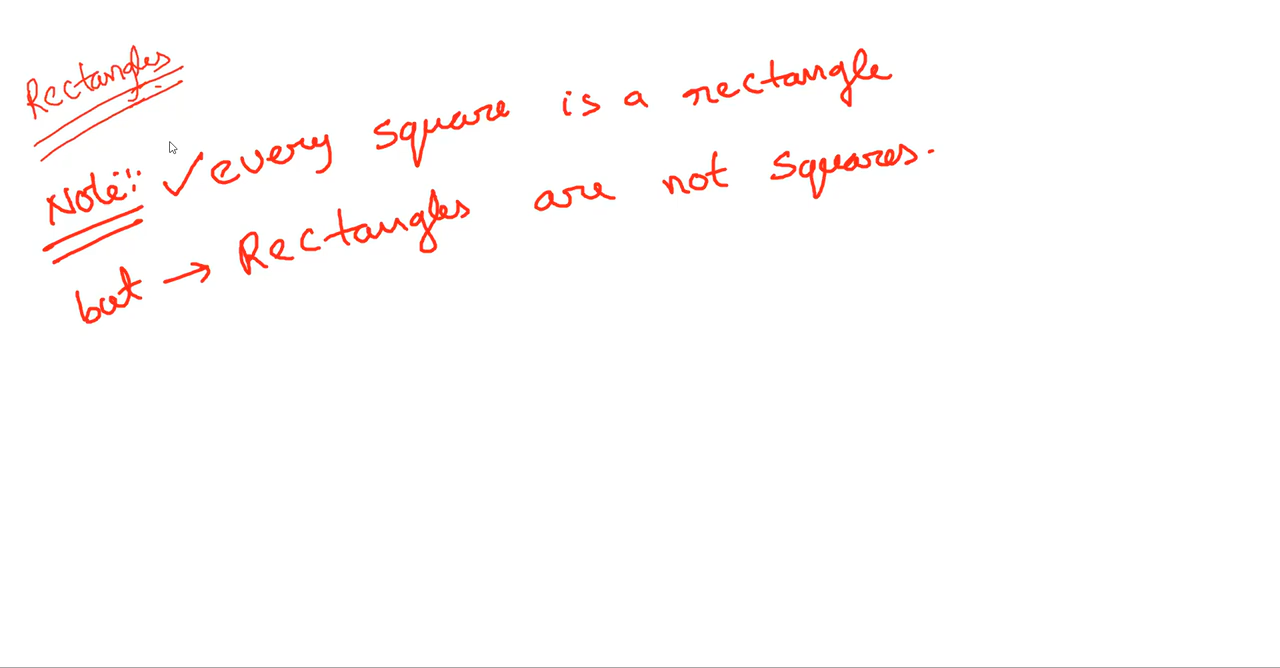 Rectangles
Note:: ✓ every square is a rectangle
but → Rectangles are not squares.